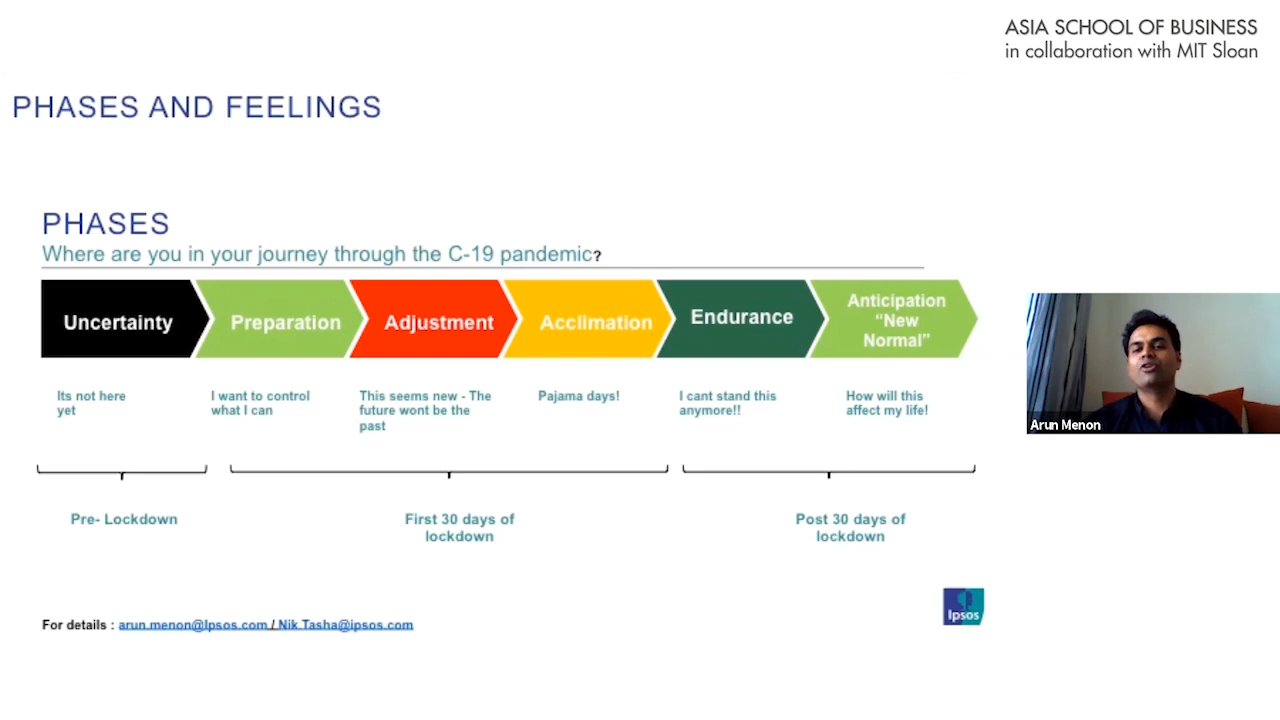 ASIA SCHOOL OF BUSINESS
in collaboration with MIT Sloan
PHASES AND FEELINGS
PHASES
Where are you in your journey through the C-19 pandemic?
Uncertainty
Preparation
Adjustment
Acclimation
Endurance
Anticipation
“New
Normal”
Its not here
yet
I want to control
what I can
This seems new - The
future wont be the
past
Pajama days!
I cant stand this
anymore!!
How will this
affect my life!
Pre- Lockdown
First 30 days of
lockdown
Post 30 days of
lockdown
Arun Menon
Ipsos
For details : arun.menon@Ipsos.com / Nik.Tasha@ipsos.com